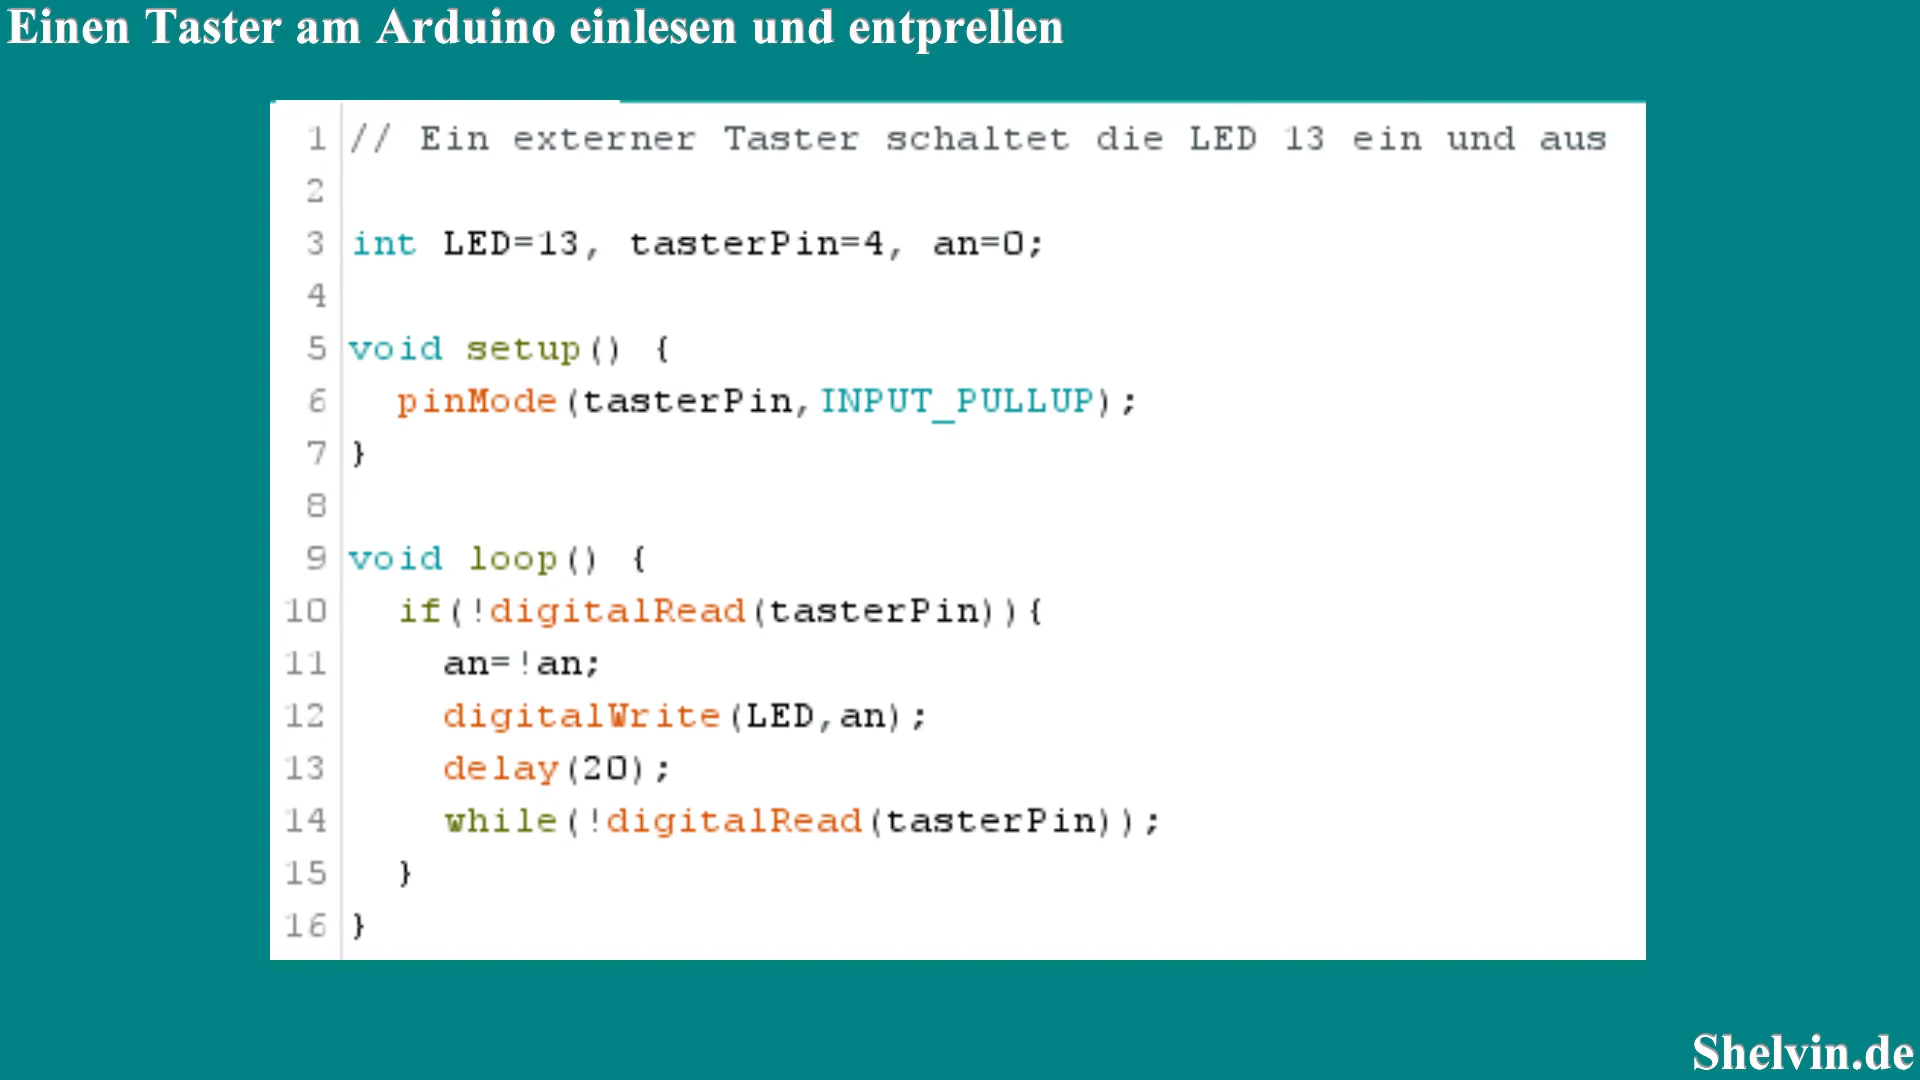 Einen Taster am Arduino einlesen und entprellen
1 // Ein externer Taster schaltet die LED 13 ein und aus
2
3 int LED=13, tasterPin=4, an=0;
4
5 void setup() {
6   pinMode(tasterPin,INPUT_PULLUP);
7 }
8
9 void loop() {
10   if(!digitalRead(tasterPin)){
11     an=!an;
12     digitalWrite(LED,an);
13     delay(20);
14     while(!digitalRead(tasterPin));
15   }
16 }
Shelvin.de